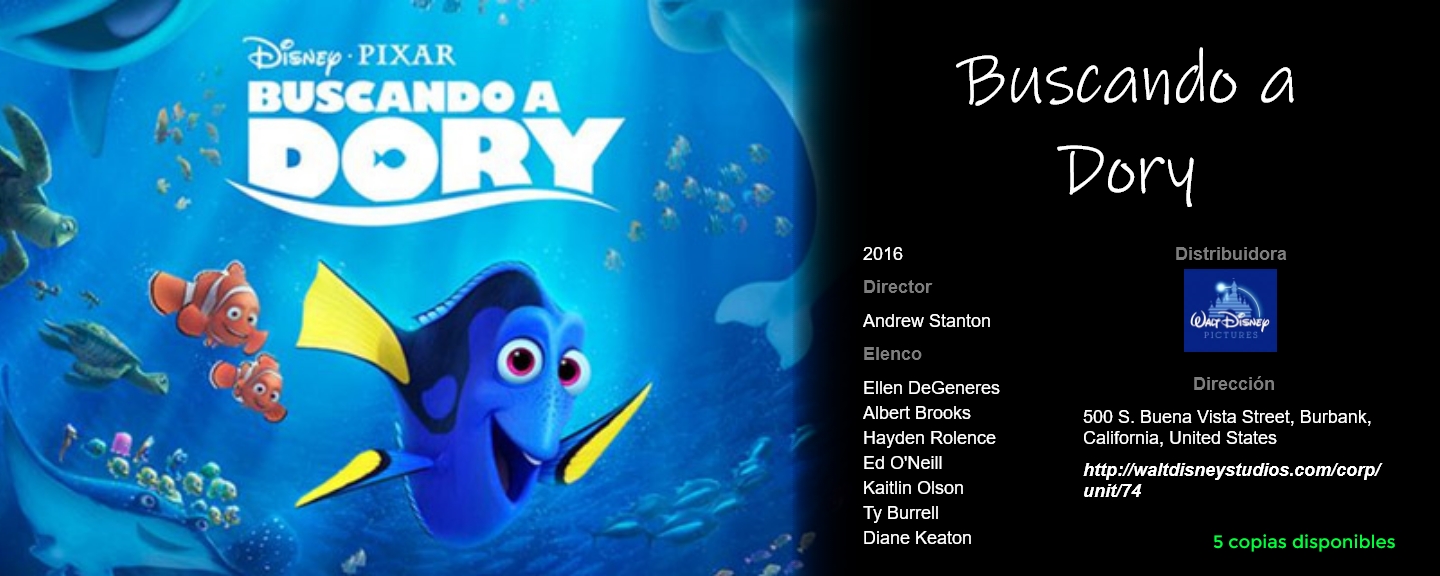 Disney · PIXAR
BUSCANDO A
DORY
Buscando a
Dory
2016
Director
Andrew Stanton
Elenco
Ellen DeGeneres
Albert Brooks
Hayden Rolence
Ed O'Neill
Kaitlin Olson
Ty Burrell
Diane Keaton
Distribuidora
WALT DISNEY
PICTURES
Dirección
500 S. Buena Vista Street, Burbank,
California, United States
http://waltdisneystudios.com/corp/
unit/74
5 copias disponibles